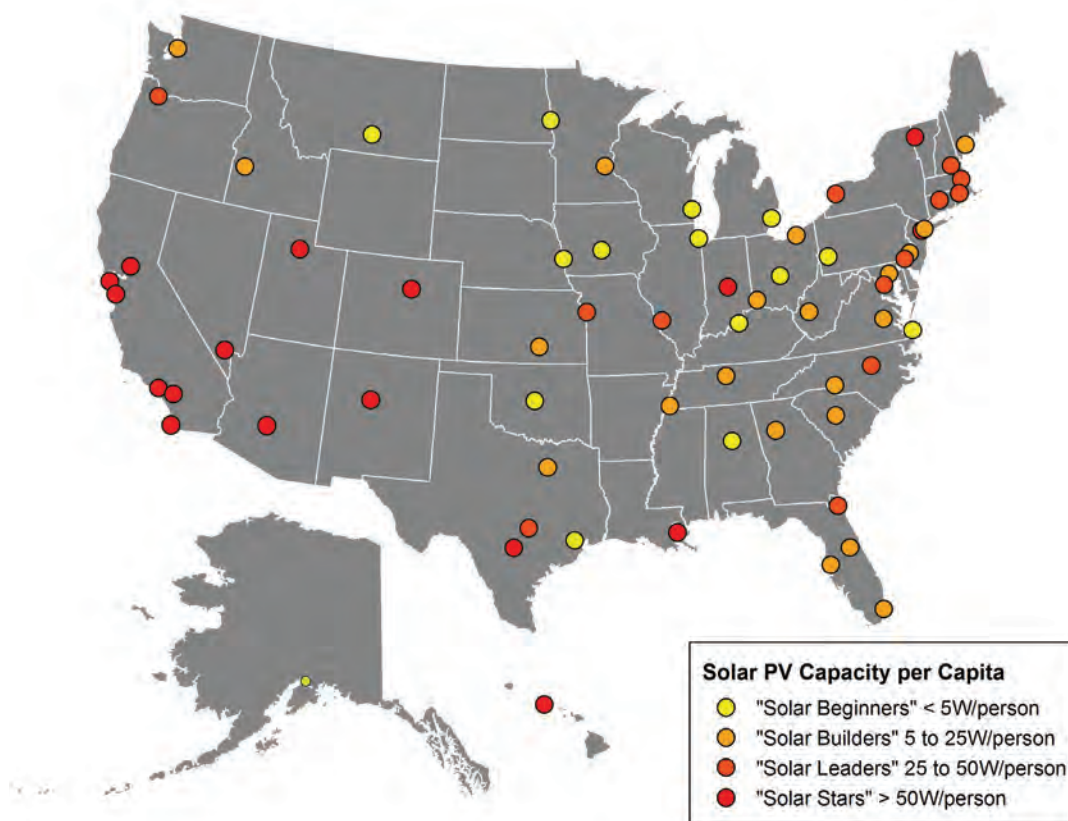 Solar PV Capacity per Capita
"Solar Beginners" < 5W/person
"Solar Builders" 5 to 25W/person
"Solar Leaders" 25 to 50W/person
"Solar Stars" > 50W/person